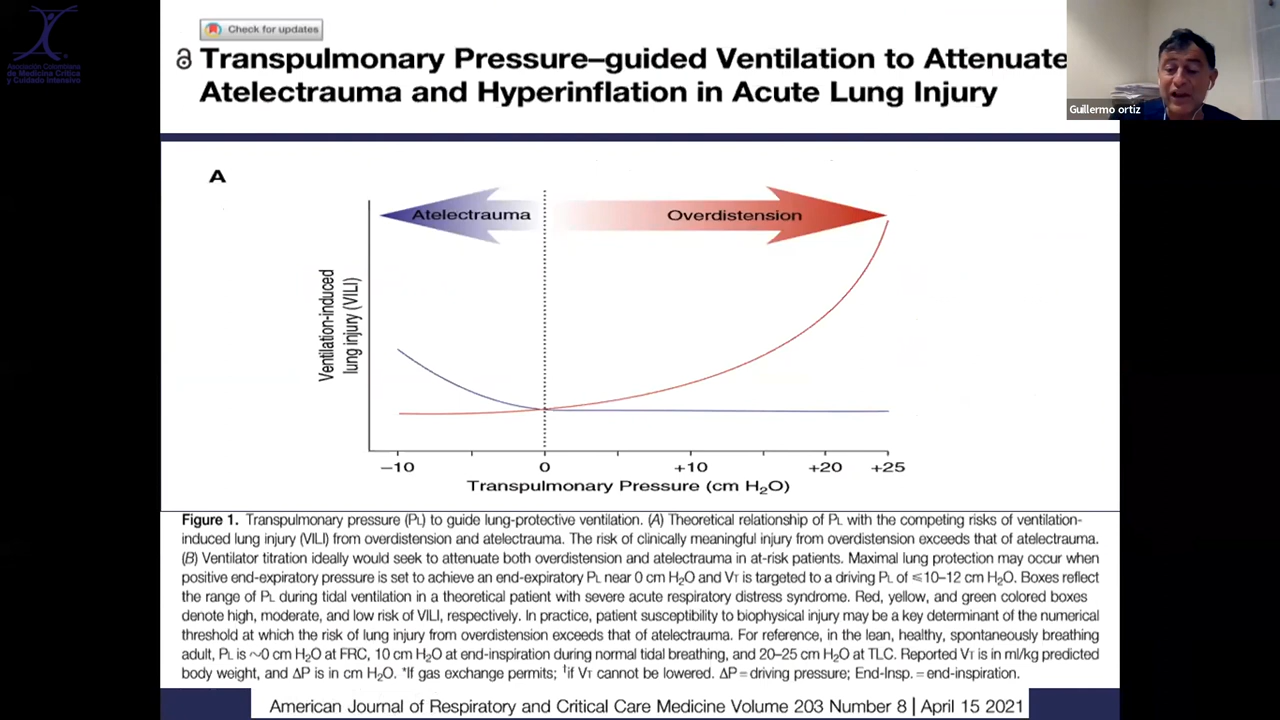 Asociación Colombiana
de Medicina Crítica
y Cuidado Intensivo
Check for updates
Transpulmonary Pressure–guided Ventilation to Attenuate
Atelectrauma and Hyperinflation in Acute Lung Injury
Guillermo ortiz
A
Atelectrauma
Overdistension
Ventilation-induced
lung injury (VILI)
−10
0
+10
+20
+25
Transpulmonary Pressure (cm H₂O)
Figure 1. Transpulmonary pressure (PL) to guide lung-protective ventilation. (A) Theoretical relationship of PL with the competing risks of ventilation-
induced lung injury (VILI) from overdistension and atelectrauma. The risk of clinically meaningful injury from overdistension exceeds that of atelectrauma.
(B) Ventilator titration ideally would seek to attenuate both overdistension and atelectrauma in at-risk patients. Maximal lung protection may occur when
positive end-expiratory pressure is set to achieve an end-expiratory PL near 0 cm H₂O and VT is targeted to a driving PL of ⩽10–12 cm H₂O. Boxes reflect
the range of PL during tidal ventilation in a theoretical patient with severe acute respiratory distress syndrome. Red, yellow, and green colored boxes
denote high, moderate, and low risk of VILI, respectively. In practice, patient susceptibility to biophysical injury may be a key determinant of the numerical
threshold at which the risk of lung injury from overdistension exceeds that of atelectrauma. For reference, in the lean, healthy, spontaneously breathing
adult, PL is ~0 cm H₂O at FRC, 10 cm H₂O at end-inspiration during normal tidal breathing, and 20–25 cm H₂O at TLC. Reported VT is in ml/kg predicted
body weight, and ΔP is in cm H₂O. *If gas exchange permits; †if VT cannot be lowered. ΔP = driving pressure; End-Insp. = end-inspiration.
American Journal of Respiratory and Critical Care Medicine Volume 203 Number 8 | April 15 2021